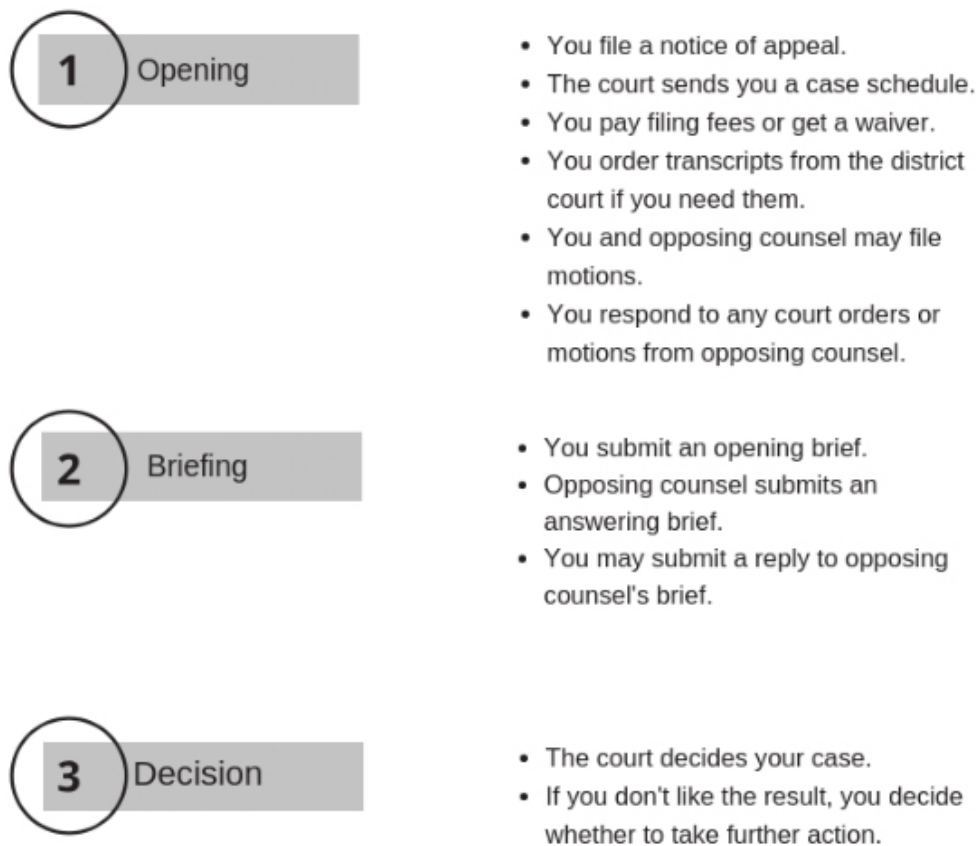 1 Opening
• You file a notice of appeal.
• The court sends you a case schedule.
• You pay filing fees or get a waiver.
• You order transcripts from the district
court if you need them.
• You and opposing counsel may file
motions.
• You respond to any court orders or
motions from opposing counsel.
2 Briefing
• You submit an opening brief.
• Opposing counsel submits an
answering brief.
• You may submit a reply to opposing
counsel's brief.
3 Decision
• The court decides your case.
• If you don't like the result, you decide
whether to take further action.